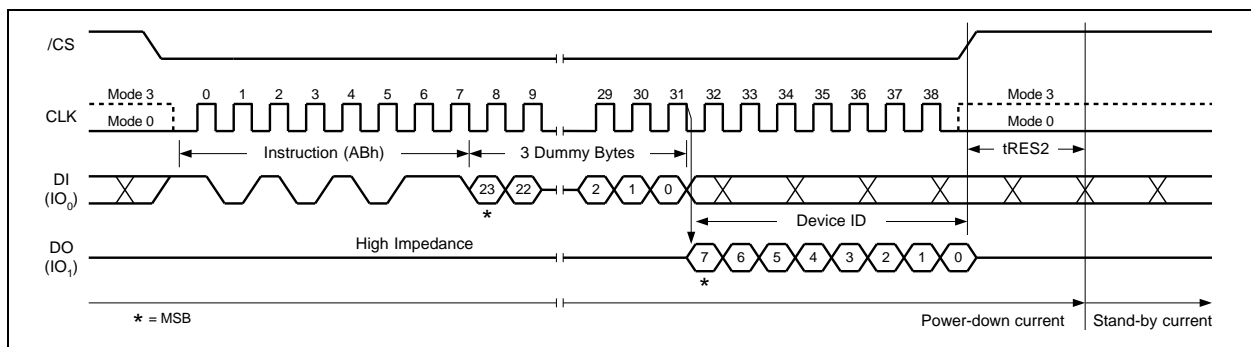 /CS
Mode 3 0 1 2 3 4 5 6 7 8 9 29 30 31 32 33 34 35 36 37 38 Mode 3
CLK
Mode 0 Mode 0
Instruction (ABh) 3 Dummy Bytes tRES2
DI
(IO0) 23 22 2 1 0
*
Device ID
DO High Impedance
(IO1) 7 6 5 4 3 2 1 0
*
* = MSB Power-down current Stand-by current